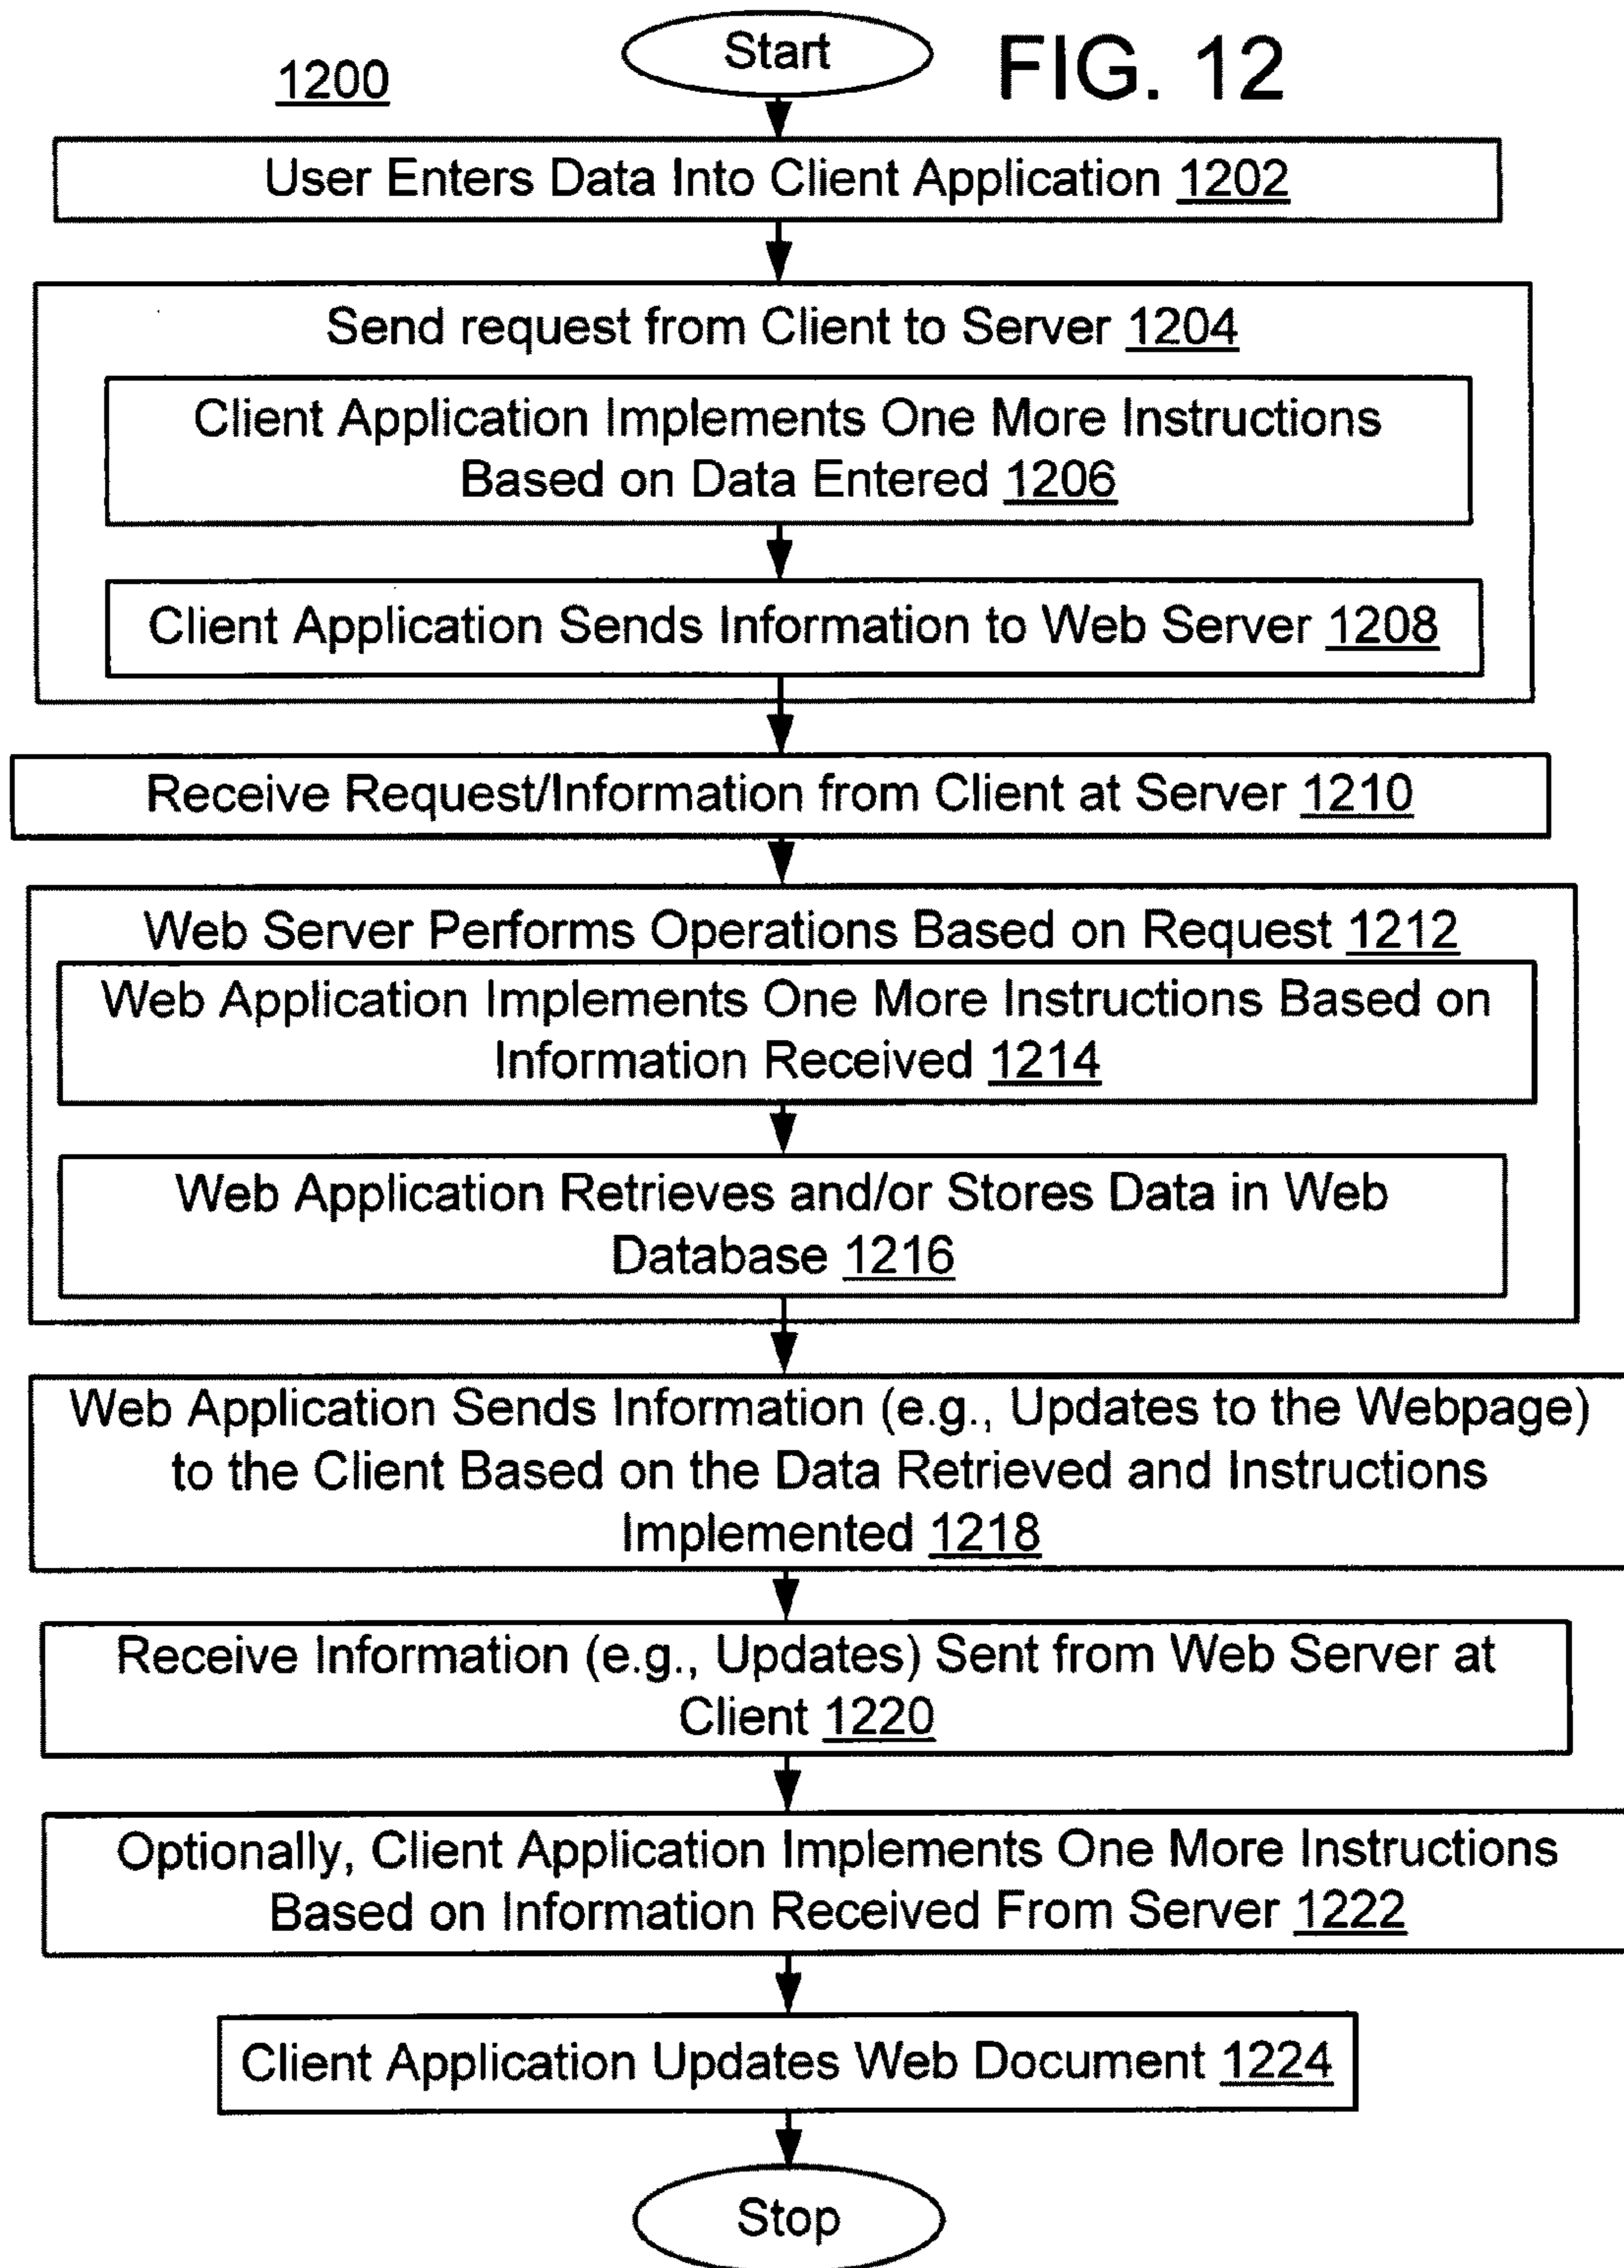 Start
FIG. 12
1200
User Enters Data Into Client Application 1202
Send request from Client to Server 1204
Client Application Implements One More Instructions
Based on Data Entered 1206
Client Application Sends Information to Web Server 1208
Receive Request/Information from Client at Server 1210
Web Server Performs Operations Based on Request 1212
Web Application Implements One More Instructions Based on
Information Received 1214
Web Application Retrieves and/or Stores Data in Web
Database 1216
Web Application Sends Information (e.g., Updates to the Webpage)
to the Client Based on the Data Retrieved and Instructions
Implemented 1218
Receive Information (e.g., Updates) Sent from Web Server at
Client 1220
Optionally, Client Application Implements One More Instructions
Based on Information Received From Server 1222
Client Application Updates Web Document 1224
Stop